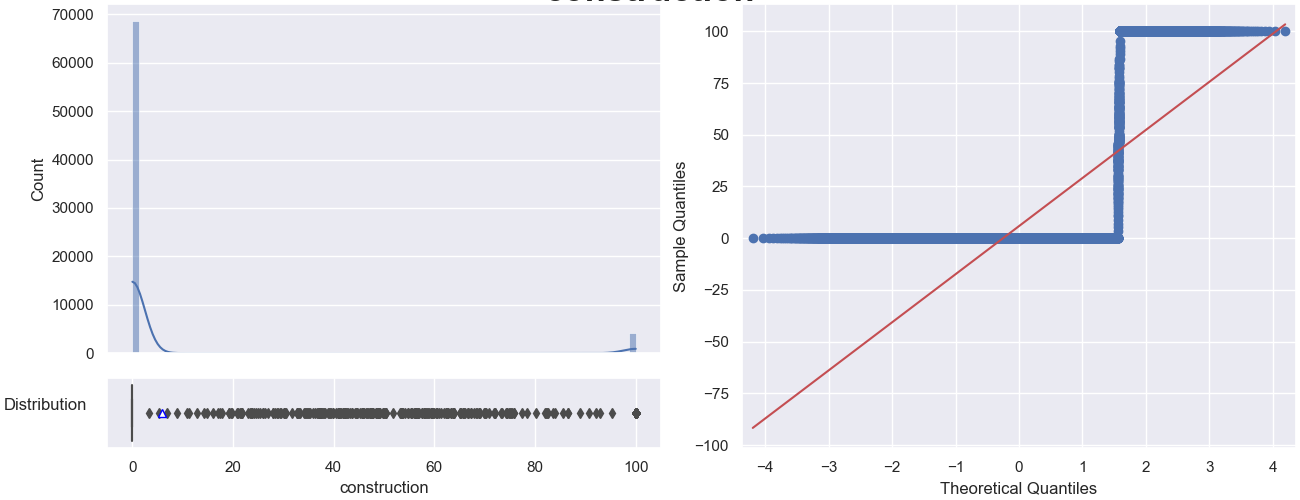 construction
70000
60000
50000
40000
30000
20000
10000
0
Count
Distribution
0 20 40 60 80 100
construction
100
75
50
25
0
−25
−50
−75
−100
Sample Quantiles
−4 −3 −2 −1 0 1 2 3 4
Theoretical Quantiles